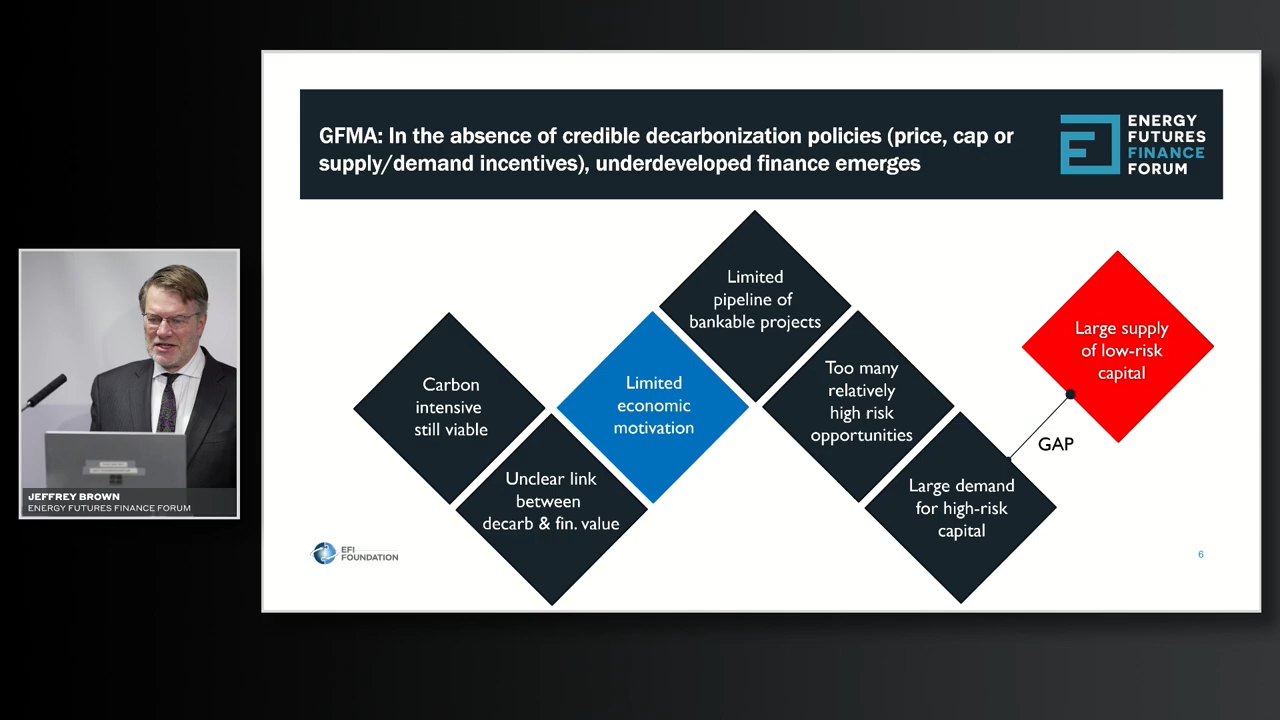 GFMA: In the absence of credible decarbonization policies (price, cap or
supply/demand incentives), underdeveloped finance emerges
ENERGY
FUTURES
FINANCE
FORUM
Carbon
intensive
still viable
Unclear link
between
decarb & fin. value
Limited
economic
motivation
Limited
pipeline of
bankable projects
Too many
relatively
high risk
opportunities
Large demand
for high-risk
capital
GAP
Large supply
of low-risk
capital
EFI
FOUNDATION
6
JEFFREY BROWN
ENERGY FUTURES FINANCE FORUM